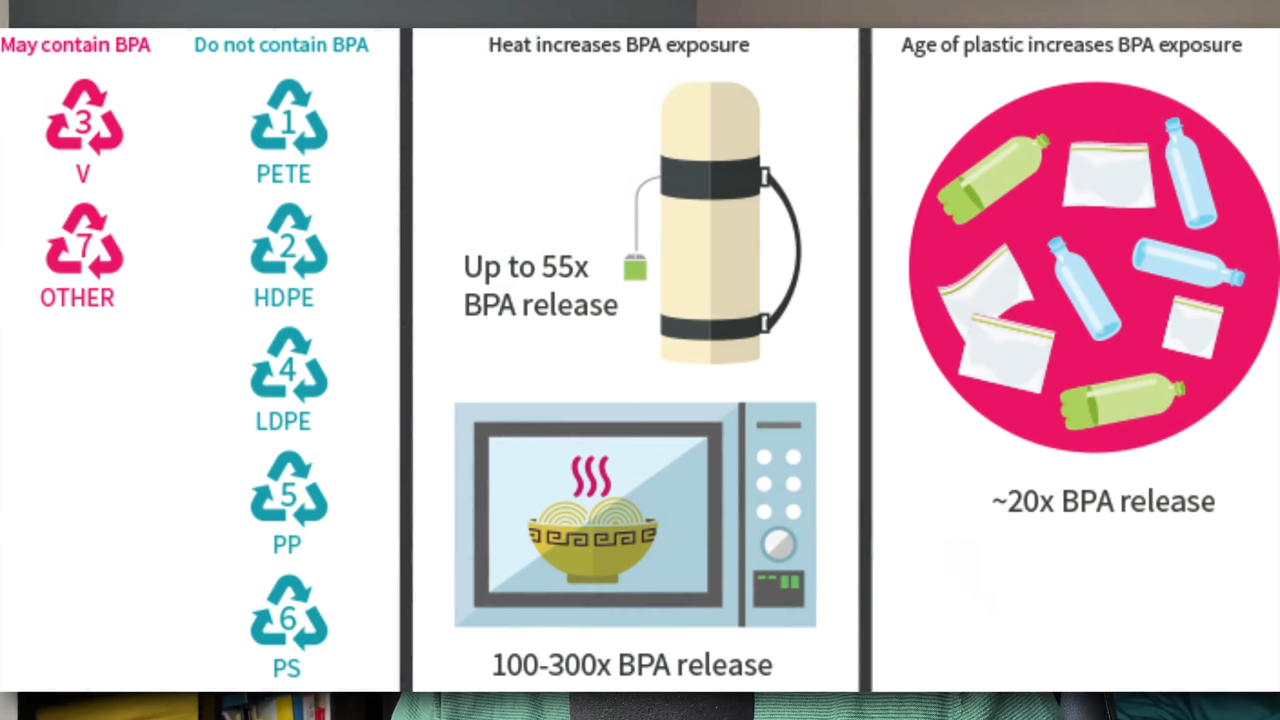 May contain BPA
3
V
7
OTHER
Do not contain BPA
1
PETE
2
HDPE
4
LDPE
5
PP
6
PS
Heat increases BPA exposure
Up to 55x
BPA release
100-300x BPA release
Age of plastic increases BPA exposure
~20x BPA release